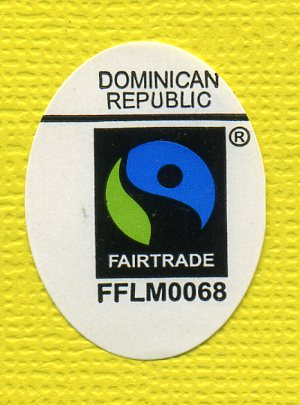 DOMINICAN
REPUBLIC
®
FAIRTRADE
FFLM0068